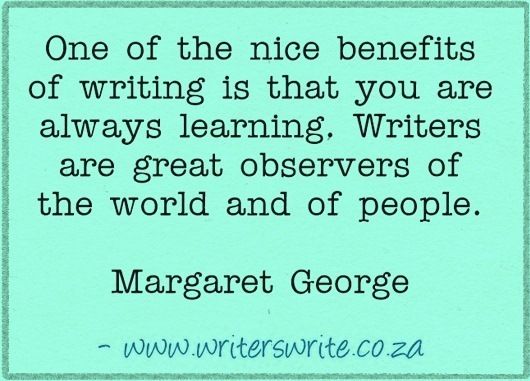 One of the nice benefits
of writing is that you are
always learning. Writers
are great observers of
the world and of people.
Margaret George
- www.writerswrite.co.za